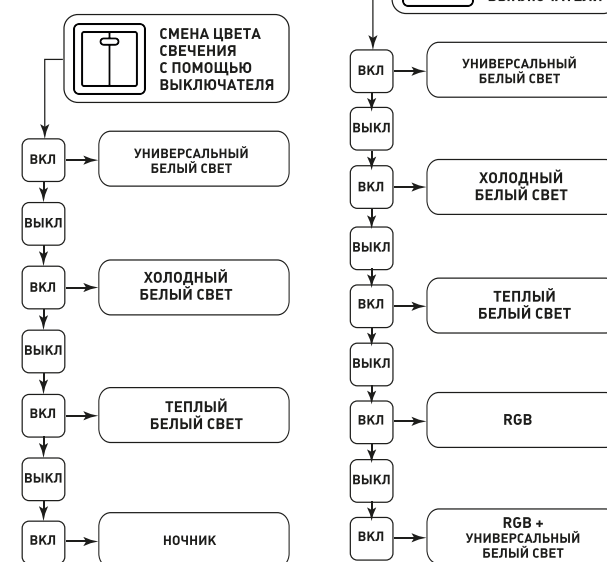 СМЕНА ЦВЕТА
СВЕЧЕНИЯ
С ПОМОЩЬЮ
ВЫКЛЮЧАТЕЛЯ
ВКЛ
УНИВЕРСАЛЬНЫЙ
БЕЛЫЙ СВЕТ
ВЫКЛ
ВКЛ
ХОЛОДНЫЙ
БЕЛЫЙ СВЕТ
ВЫКЛ
ВКЛ
ТЕПЛЫЙ
БЕЛЫЙ СВЕТ
ВЫКЛ
ВКЛ
НОЧНИК
ВКЛ
УНИВЕРСАЛЬНЫЙ
БЕЛЫЙ СВЕТ
ВЫКЛ
ВКЛ
ХОЛОДНЫЙ
БЕЛЫЙ СВЕТ
ВЫКЛ
ВКЛ
ТЕПЛЫЙ
БЕЛЫЙ СВЕТ
ВЫКЛ
ВКЛ
RGB
ВЫКЛ
ВКЛ
RGB +
УНИВЕРСАЛЬНЫЙ
БЕЛЫЙ СВЕТ